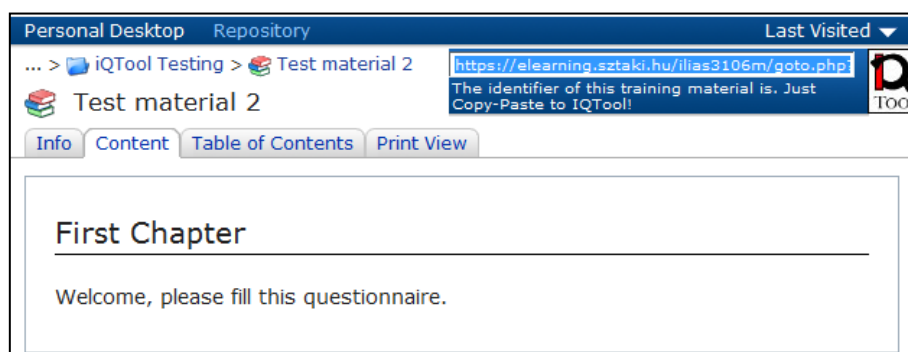 Personal Desktop Repository Last Visited
... > iQTool Testing > Test material 2
https://elearning.sztaki.hu/ilias3106m/goto.php?
The identifier of this training material is. Just
Copy-Paste to IQTool!
Test material 2
Info Content Table of Contents Print View
First Chapter
Welcome, please fill this questionnaire.